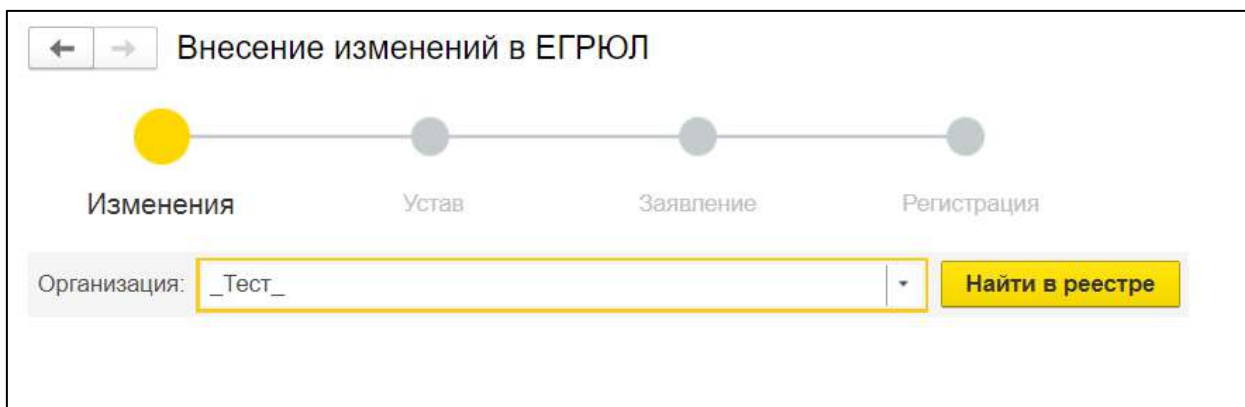 Внесение изменений в ЕГРЮЛ
Изменения Устав Заявление Регистрация
Организация: _Тест_ Найти в реестре